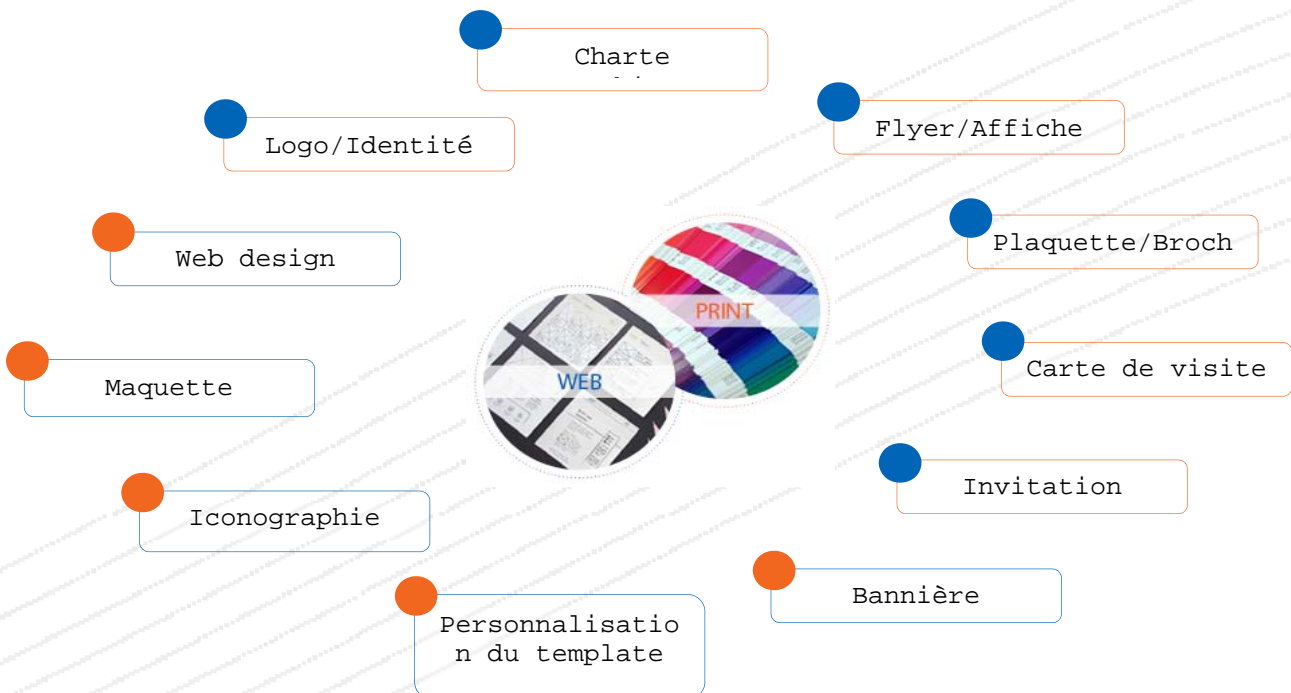 Charte
Logo/Identité
Flyer/Affiche
Web design
Plaquette/Broch
PRINT
WEB
Maquette
Carte de visite
Iconographie
Invitation
Bannière
Personnalisatio
n du template